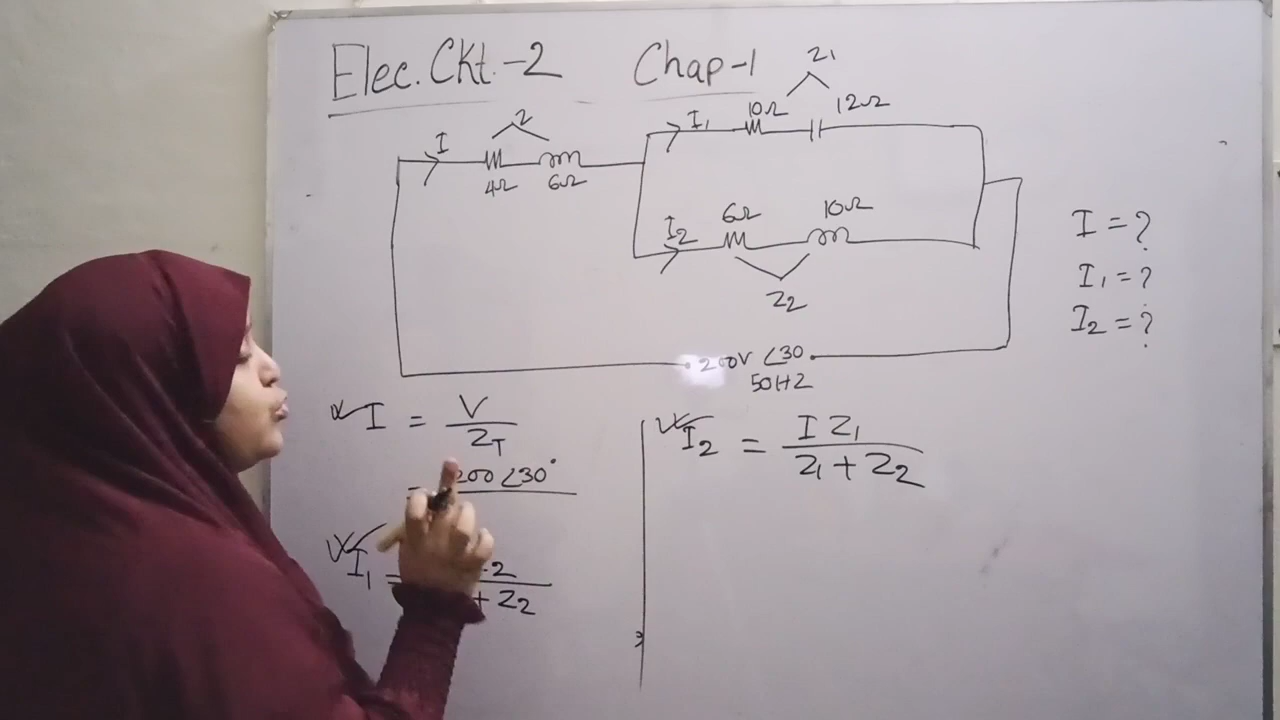 Elec. Ckt. -2 Chap-1
Z1
10Ω 12Ω
I1
Z
I
4Ω 6Ω
6Ω 10Ω
I2
Z2
I = ?
I1 = ?
I2 = ?
200V ∠30
50HZ
I = V / ZT
= 200 ∠30°
I1 = Z2 / + Z2
I2 = I Z1 / Z1 + Z2